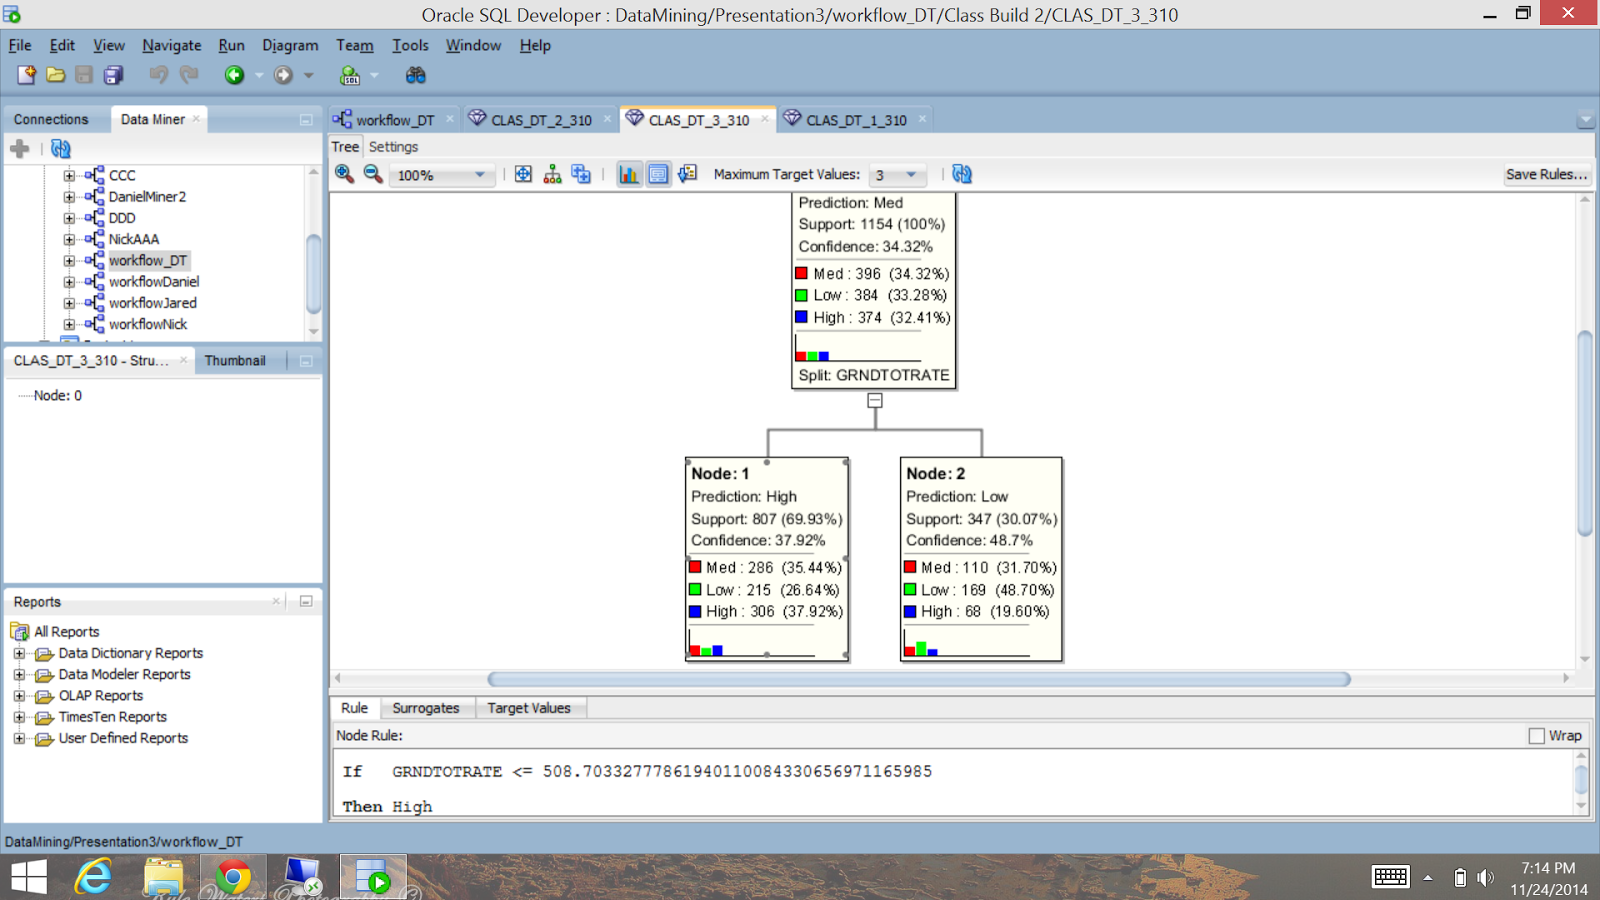 Oracle SQL Developer : DataMining/Presentation3/workflow_DT/Class Build 2/CLAS_DT_3_310
File Edit View Navigate Run Diagram Team Tools Window Help
SQL
Connections Data Miner
workflow_DT CLAS_DT_2_310 CLAS_DT_3_310 CLAS_DT_1_310
Tree Settings
100% Maximum Target Values: 3 Save Rules...
CCC
DanielMiner2
DDD
NickAAA
workflow_DT
workflowDaniel
workflowJared
workflowNick
CLAS_DT_3_310 - Stru... Thumbnail
Node: 0
Reports
All Reports
Data Dictionary Reports
Data Modeler Reports
OLAP Reports
TimesTen Reports
User Defined Reports
Prediction: Med
Support: 1154 (100%)
Confidence: 34.32%
Med : 396 (34.32%)
Low : 384 (33.28%)
High : 374 (32.41%)
Split: GRNDTOTRATE
Node: 1
Prediction: High
Support: 807 (69.93%)
Confidence: 37.92%
Med : 286 (35.44%)
Low : 215 (26.64%)
High : 306 (37.92%)
Node: 2
Prediction: Low
Support: 347 (30.07%)
Confidence: 48.7%
Med : 110 (31.70%)
Low : 169 (48.70%)
High : 68 (19.60%)
Rule Surrogates Target Values
Node Rule: Wrap
If GRNDTOTRATE <= 508.70332777861940110084330656971165985
Then High
DataMining/Presentation3/workflow_DT
7:14 PM
11/24/2014